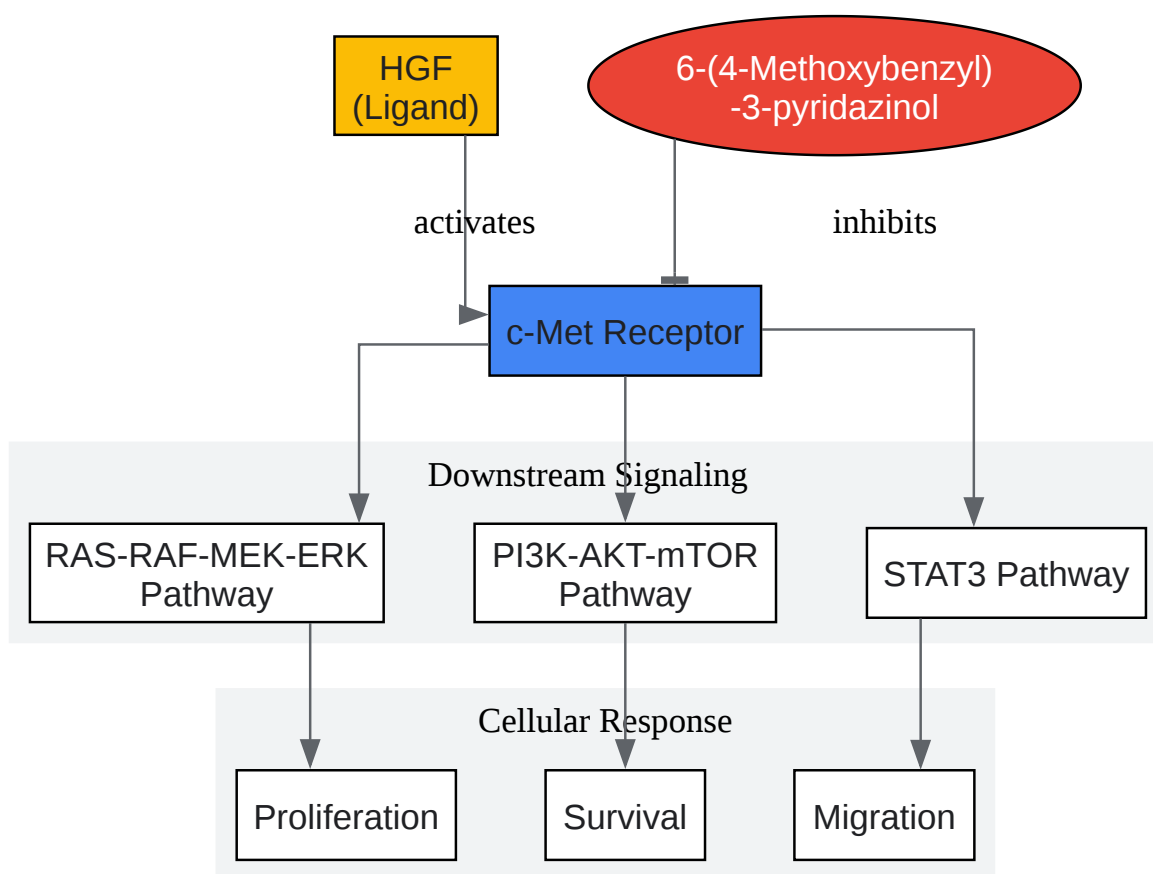 HGF
(Ligand)
6-(4-Methoxybenzyl)
-3-pyridazinol
activates
inhibits
c-Met Receptor
Downstream Signaling
RAS-RAF-MEK-ERK
Pathway
PI3K-AKT-mTOR
Pathway
STAT3 Pathway
Cellular Response
Proliferation
Survival
Migration